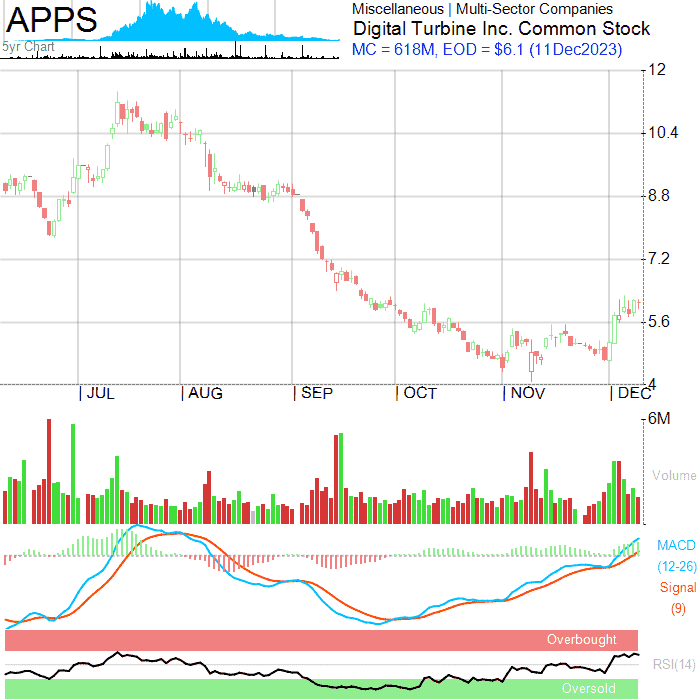 APPS
5yr Chart
Miscellaneous | Multi-Sector Companies
Digital Turbine Inc. Common Stock
MC = 618M, EOD = $6.1 (11Dec2023)
12
10.4
8.8
7.2
5.6
4
JUL AUG SEP OCT NOV DEC
6M
Volume
MACD
(12-26)
Signal
(9)
Overbought
RSI(14)
Oversold